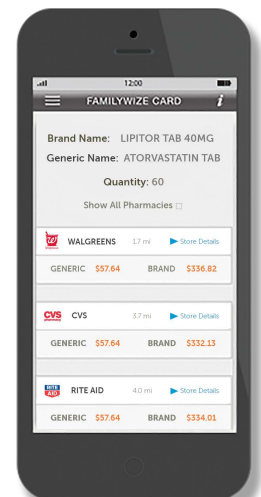 12:00
FAMILYWIZE CARD i
Brand Name: LIPITOR TAB 40MG
Generic Name: ATORVASTATIN TAB
Quantity: 60
Show All Pharmacies
WALGREENS 1.7 mi Store Details
GENERIC $57.64 BRAND $336.82
CVS pharmacy CVS 3.7 mi Store Details
GENERIC $57.64 BRAND $332.13
RITE AID RITE AID 4.0 mi Store Details
GENERIC $57.64 BRAND $334.01